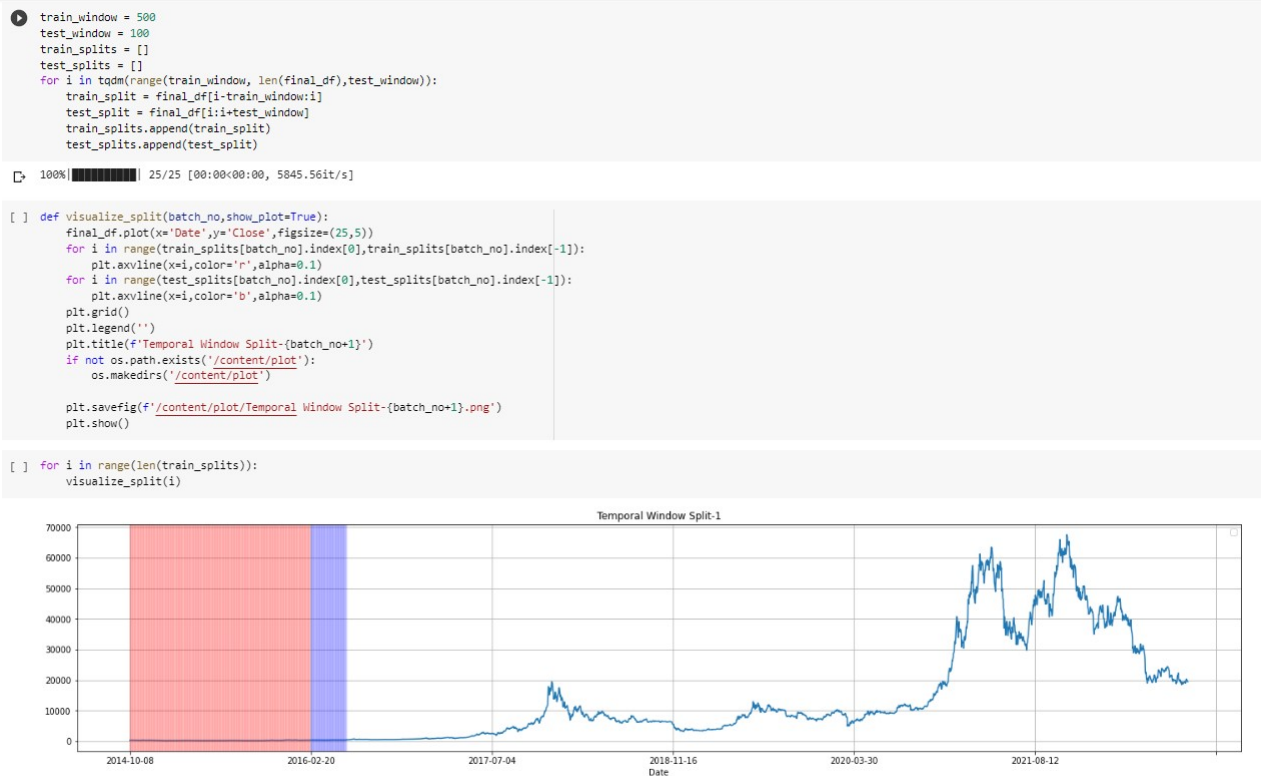 train_window = 500
test_window = 100
train_splits = []
test_splits = []
for i in tqdm(range(train_window, len(final_df),test_window)):
    train_split = final_df[i-train_window:i]
    test_split = final_df[i:i+test_window]
    train_splits.append(train_split)
    test_splits.append(test_split)
100%|██████████| 25/25 [00:00<00:00, 5845.56it/s]
[ ] def visualize_split(batch_no,show_plot=True):
    final_df.plot(x='Date',y='Close',figsize=(25,5))
    for i in range(train_splits[batch_no].index[0],train_splits[batch_no].index[-1]):
        plt.axvline(x=i,color='r',alpha=0.1)
    for i in range(test_splits[batch_no].index[0],test_splits[batch_no].index[-1]):
        plt.axvline(x=i,color='b',alpha=0.1)
    plt.grid()
    plt.legend('')
    plt.title(f'Temporal Window Split-{batch_no+1}')
    if not os.path.exists('/content/plot'):
        os.makedirs('/content/plot')
    plt.savefig(f'/content/plot/Temporal Window Split-{batch_no+1}.png')
    plt.show()
[ ] for i in range(len(train_splits)):
    visualize_split(i)
Temporal Window Split-1
70000
60000
50000
40000
30000
20000
10000
0
2014-10-08 2016-02-20 2017-07-04 2018-11-16 2020-03-30 2021-08-12
Date